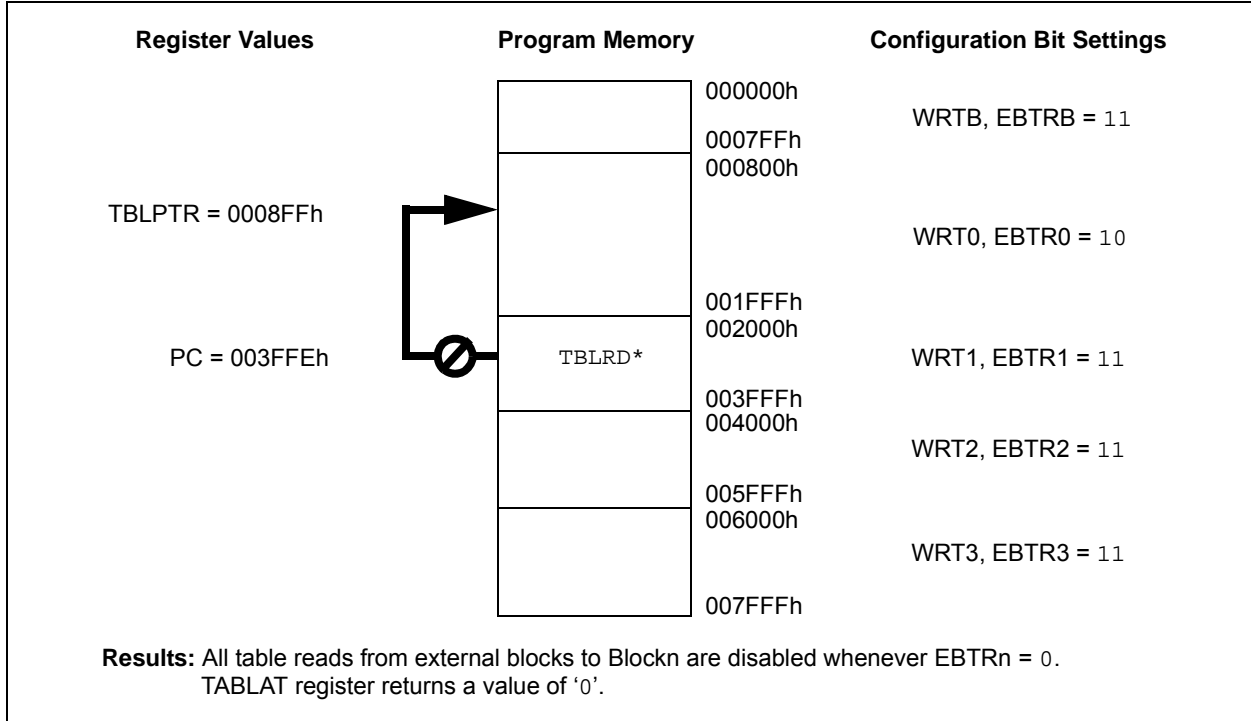 Register Values
Program Memory
Configuration Bit Settings
000000h
WRTB, EBTRB = 11
0007FFh
000800h
TBLPTR = 0008FFh
WRT0, EBTR0 = 10
001FFFh
002000h
PC = 003FFEh
TBLRD*
WRT1, EBTR1 = 11
003FFFh
004000h
WRT2, EBTR2 = 11
005FFFh
006000h
WRT3, EBTR3 = 11
007FFFh
Results: All table reads from external blocks to Blockn are disabled whenever EBTRn = 0.
TABLAT register returns a value of ‘0’.